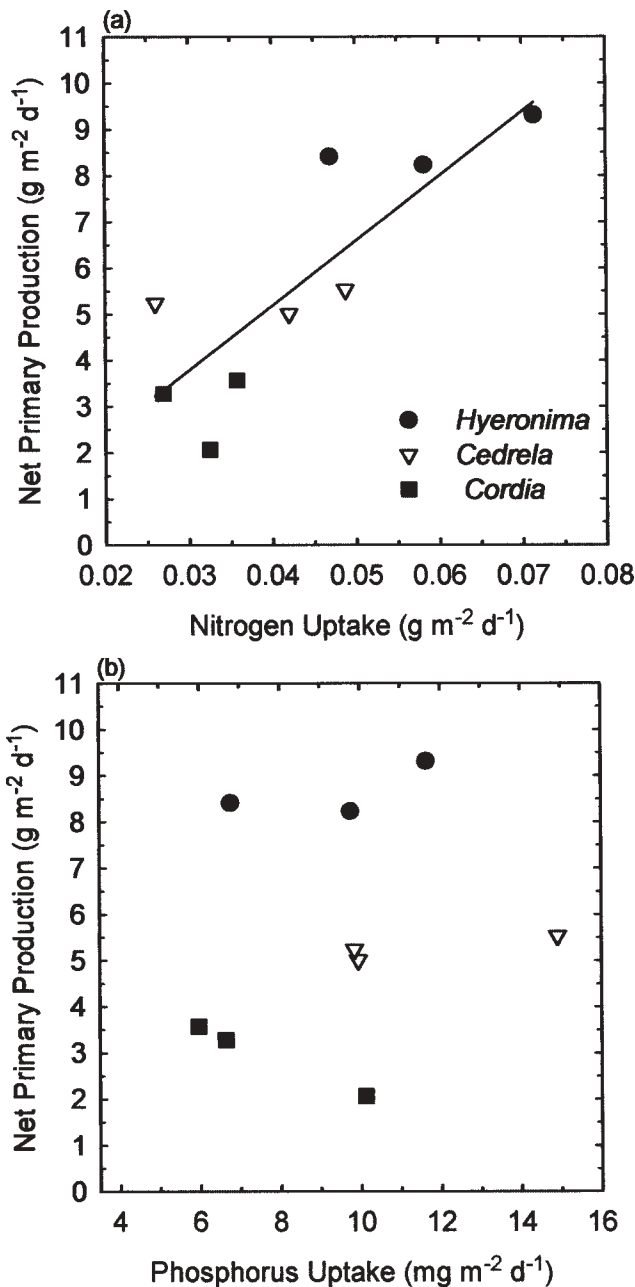 (a)
11
10
9
8
7
6
5
4
3
2
1
0
Net Primary Production (g m⁻² d⁻¹)
Hyeronima
Cedrela
Cordia
0.02 0.03 0.04 0.05 0.06 0.07 0.08
Nitrogen Uptake (g m⁻² d⁻¹)
(b)
11
10
9
8
7
6
5
4
3
2
1
0
Net Primary Production (g m⁻² d⁻¹)
4 6 8 10 12 14 16
Phosphorus Uptake (mg m⁻² d⁻¹)